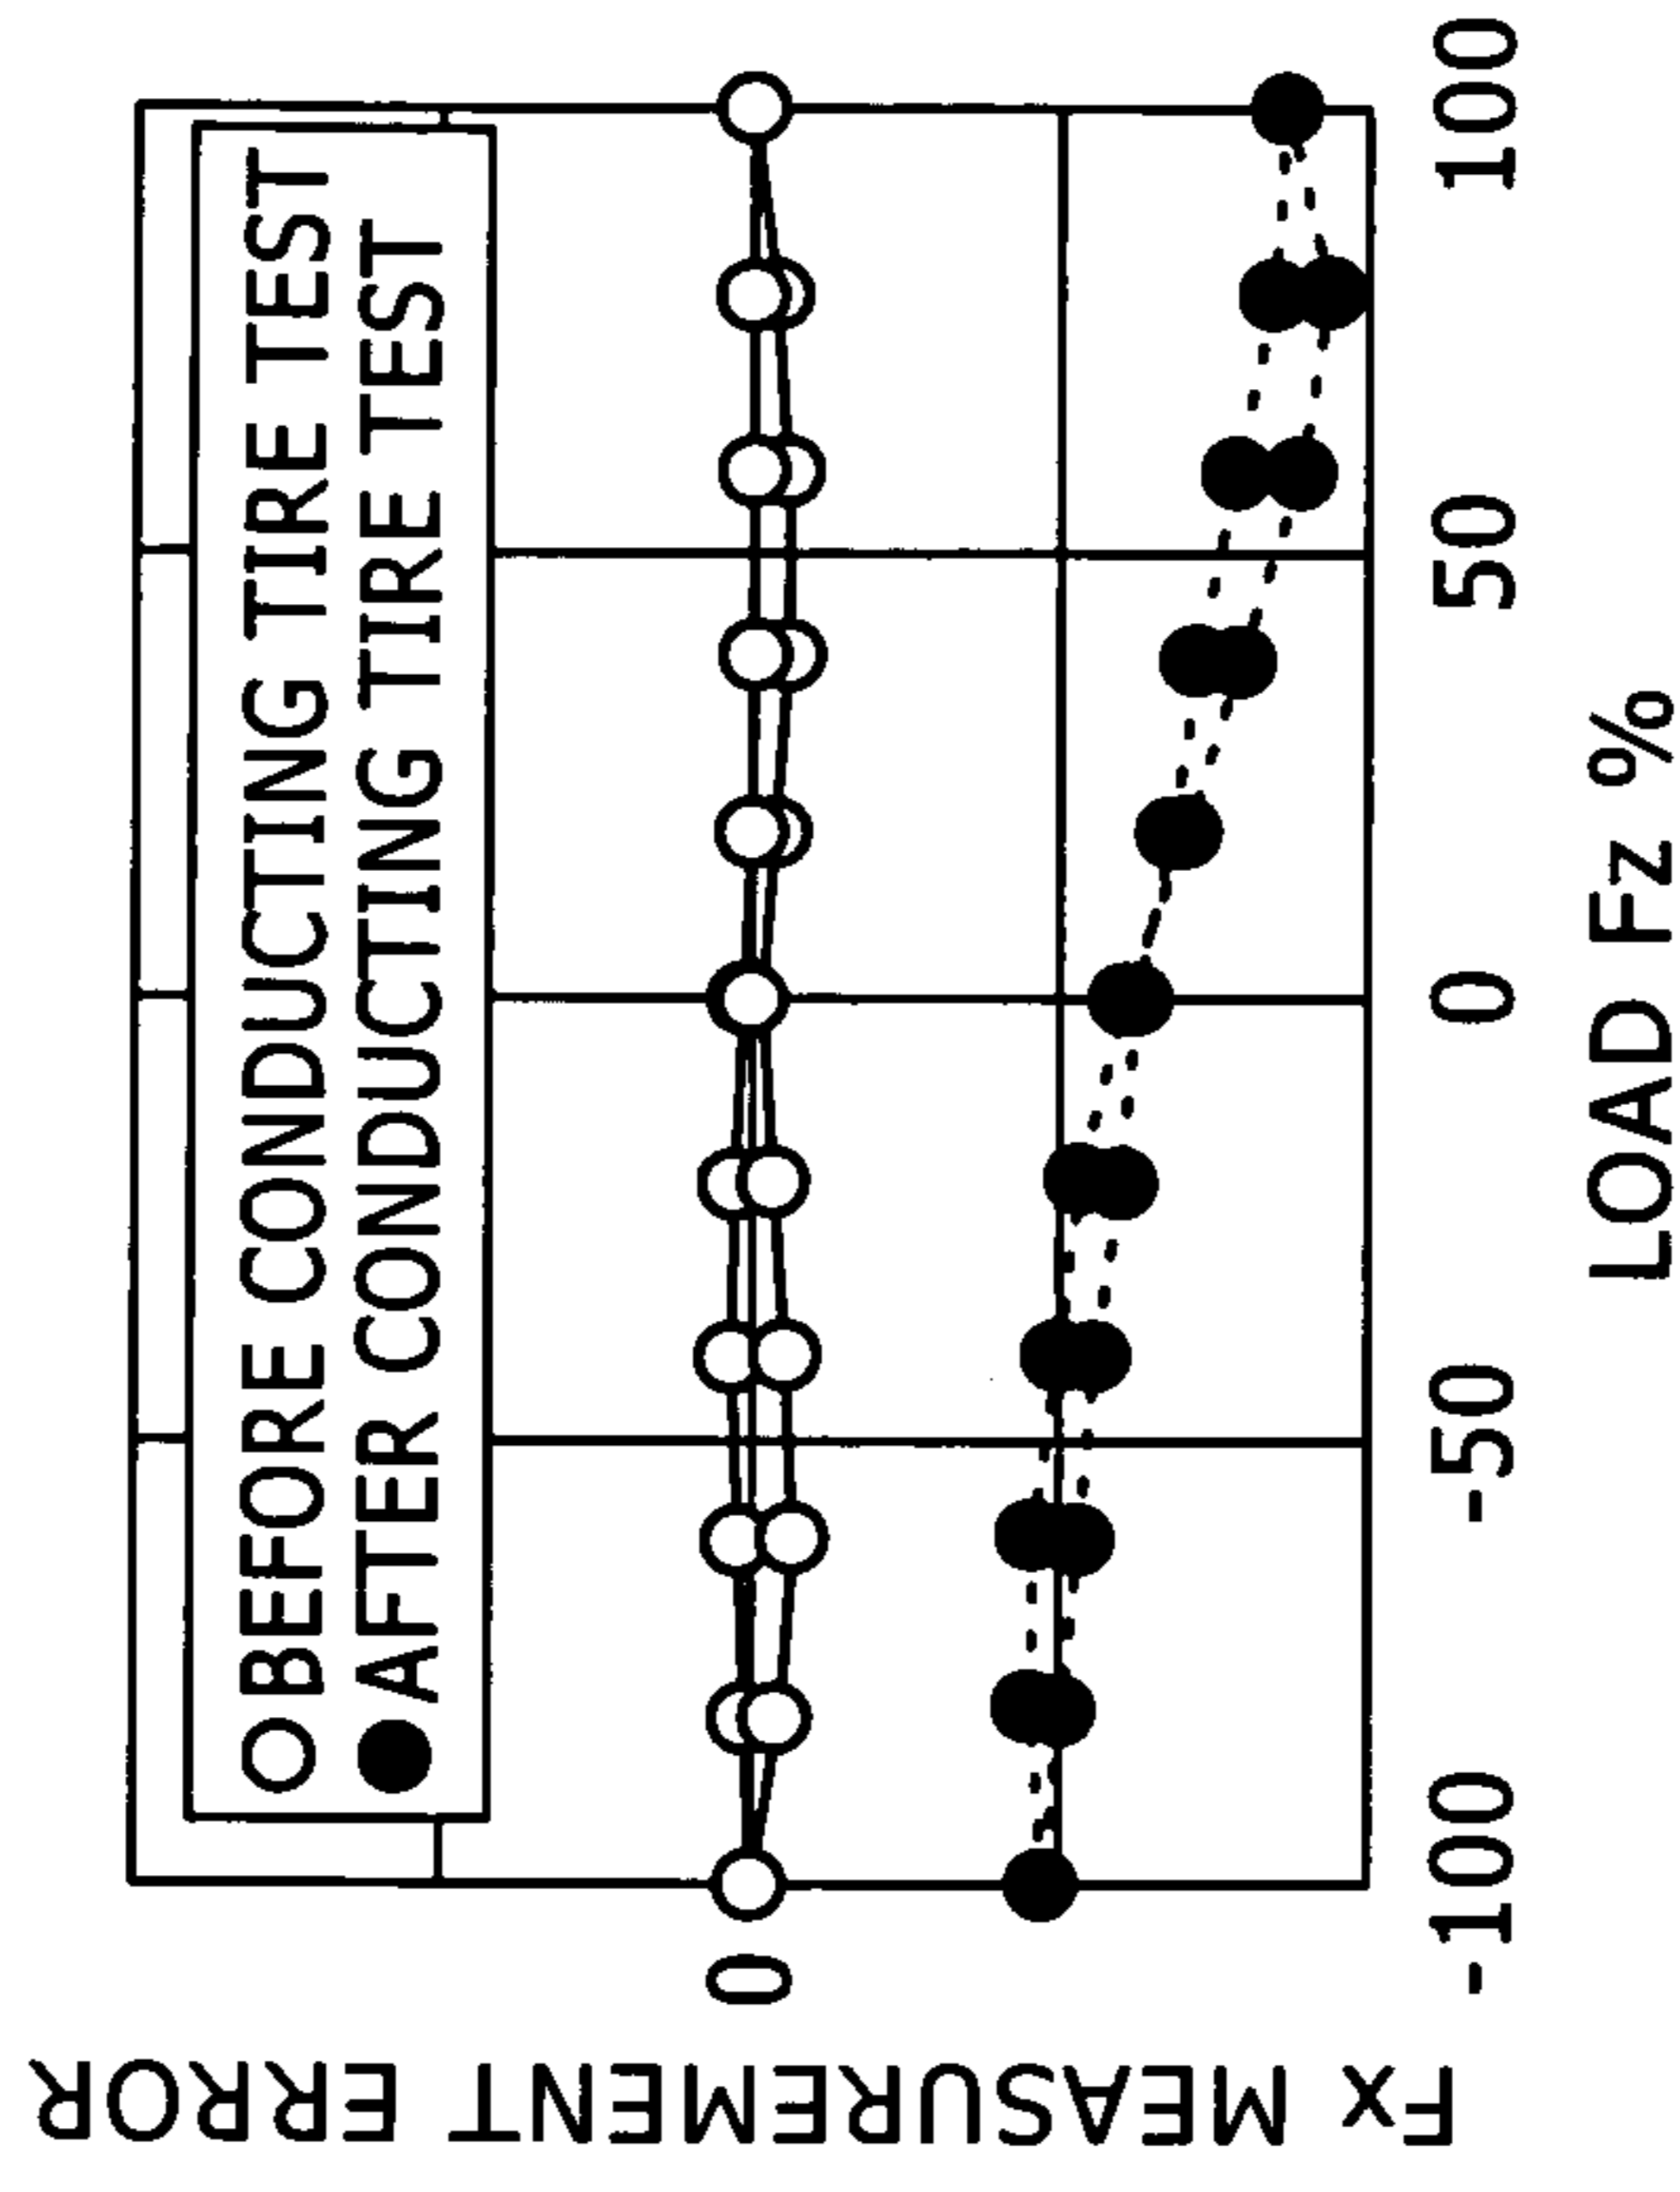 BEFORE CONDUCTING TIRE TEST
AFTER CONDUCTING TIRE TEST
Fx MEASUREMENT ERROR
0
-100
-50
0
50
100
LOAD Fz %